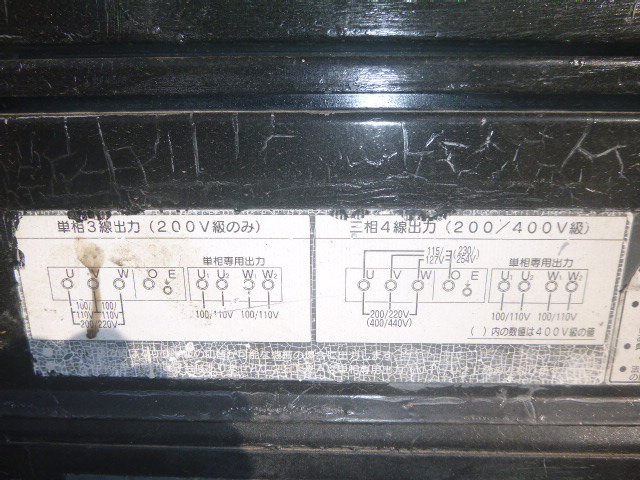 単相3線出力(200V級のみ)
単相専用出力
U W O E U₁ U₂ W₁ W₂
100/110V 100/110V
200/220V
100/110V 100/110V
三相4線出力(200/400V級)
115/127V (230/254V)
単相専用出力
U V W O E U₁ U₂ W₁ W₂
200/220V
(400/440V)
100/110V 100/110V
( )内の数値は400V級の値